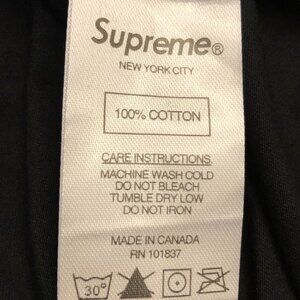 Supreme®
NEW YORK CITY
100% COTTON
CARE INSTRUCTIONS
MACHINE WASH COLD
DO NOT BLEACH
TUMBLE DRY LOW
DO NOT IRON
MADE IN CANADA
RN 101837
30°